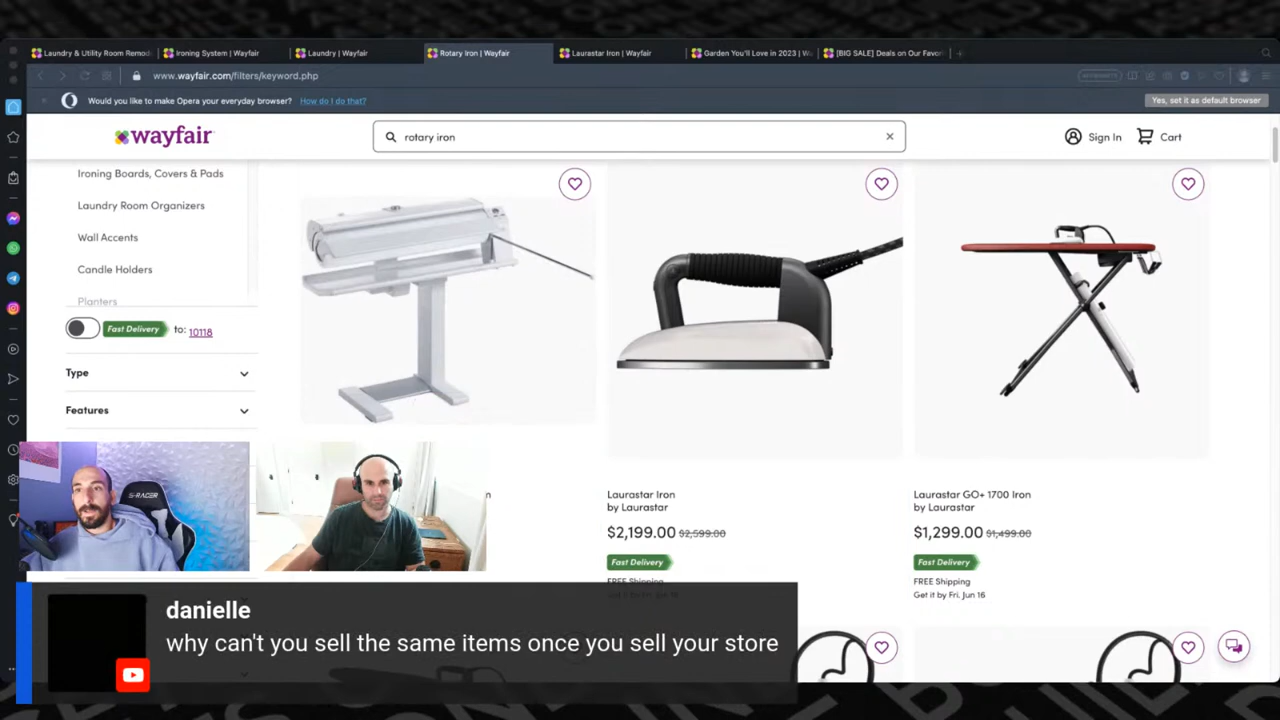 Laundry & Utility Room Remod
Ironing System | Wayfair
Laundry | Wayfair
Rotary Iron | Wayfair
Laurastar Iron | Wayfair
Garden You'll Love in 2023 | Wa
[BIG SALE] Deals on Our Favor
www.wayfair.com/filters/keyword.php
Would you like to make Opera your everyday browser? How do I do that?
Yes, set it as default browser
wayfair
rotary iron
Sign In
Cart
Ironing Boards, Covers & Pads
Laundry Room Organizers
Wall Accents
Candle Holders
Planters
Fast Delivery to: 10118
Type
Features
S-RACER
Laurastar Iron
by Laurastar
$2,199.00 $2,599.00
Fast Delivery
FREE Shipping
Laurastar GO+ 1700 Iron
by Laurastar
$1,299.00 $1,499.00
Fast Delivery
FREE Shipping
Get it by Fri. Jun 16
danielle
why can't you sell the same items once you sell your store